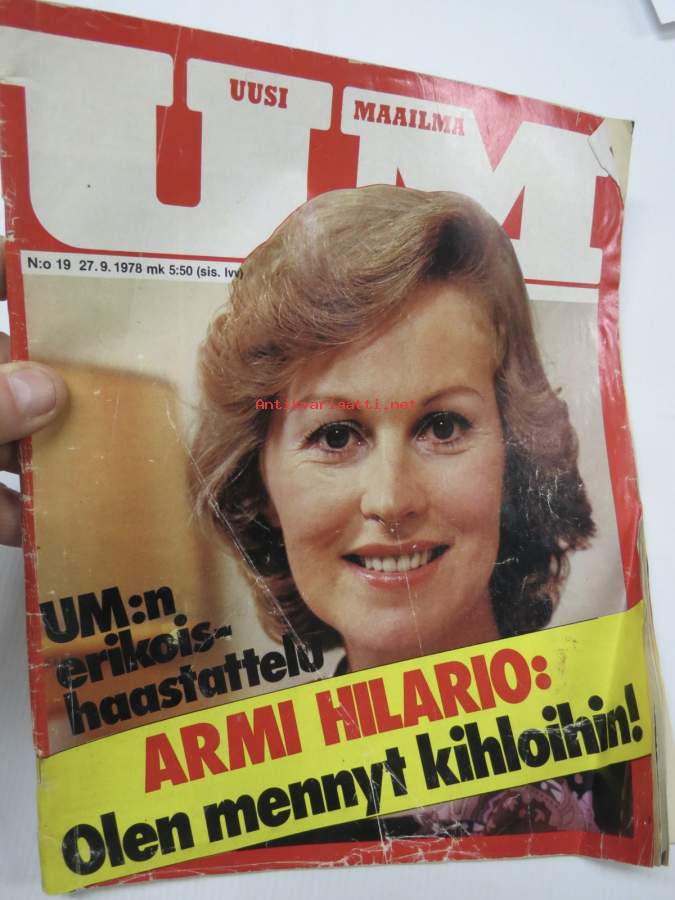 UM
UUSI MAAILMA
N:o 19 27.9.1978 mk 5:50 (sis. lvv)
Antikvariaatti.net
UM:n
erikois-
haastattelu
ARMI HILARIO:
Olen mennyt kihloihin!